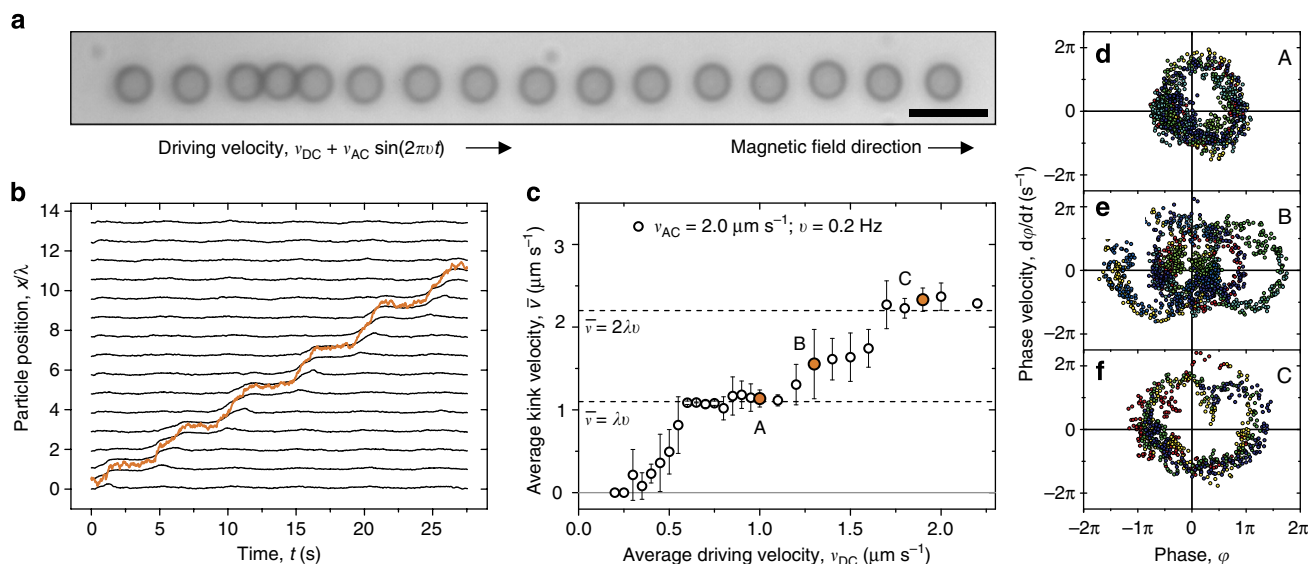 a
Driving velocity, vDC + vAC sin(2πυt)
Magnetic field direction
b
Particle position, x/λ
14
12
10
8
6
4
2
0
0 5 10 15 20 25
Time, t (s)
c
Average kink velocity, v̄ (μm s⁻¹)
3
2
1
0
vAC = 2.0 μm s⁻¹; υ = 0.2 Hz
v̄ = 2λυ
v̄ = λυ
A
B
C
0.0 0.5 1.0 1.5 2.0
Average driving velocity, vDC (μm s⁻¹)
Phase velocity, dφ/dt (s⁻¹)
d A
2π
0
−2π
e B
2π
0
−2π
f C
2π
0
−2π
−2π −1π 0 1π 2π
Phase, φ